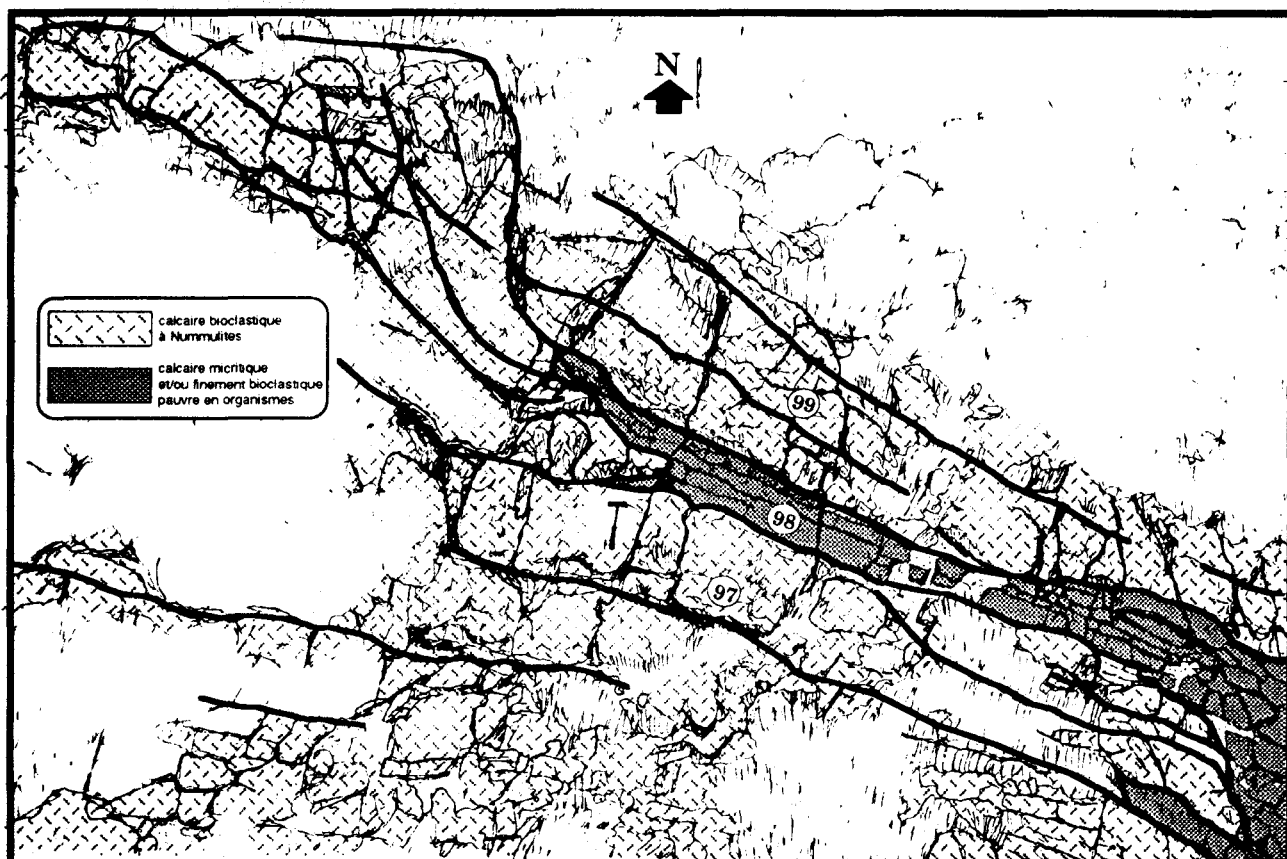 N
calcaire bioclastique
à Nummulites
calcaire micritique
et/ou finement bioclastique
pauvre en organismes
99
98
97